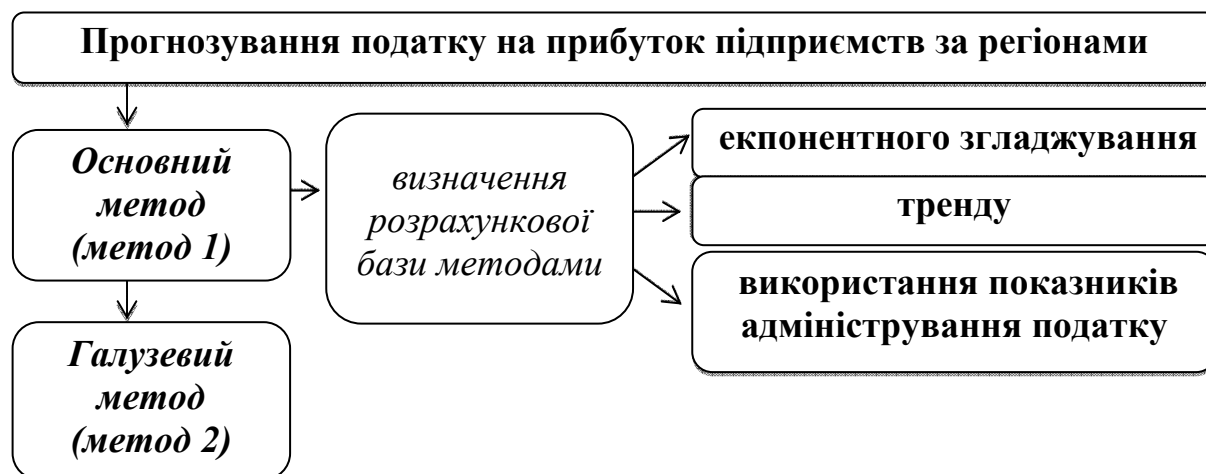 Прогнозування податку на прибуток підприємств за регіонами
Основний
метод
(метод 1)
визначення
розрахункової
бази методами
екпонентного згладжування
тренду
використання показників
адміністрування податку
Галузевий
метод
(метод 2)